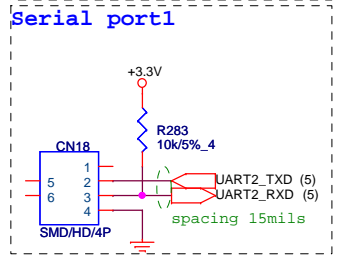 Serial port1
+3.3V
R283
10k/5%_4
CN18
1
5 2 UART2_TXD (5)
6 3 UART2_RXD (5)
4
spacing 15mils
SMD/HD/4P